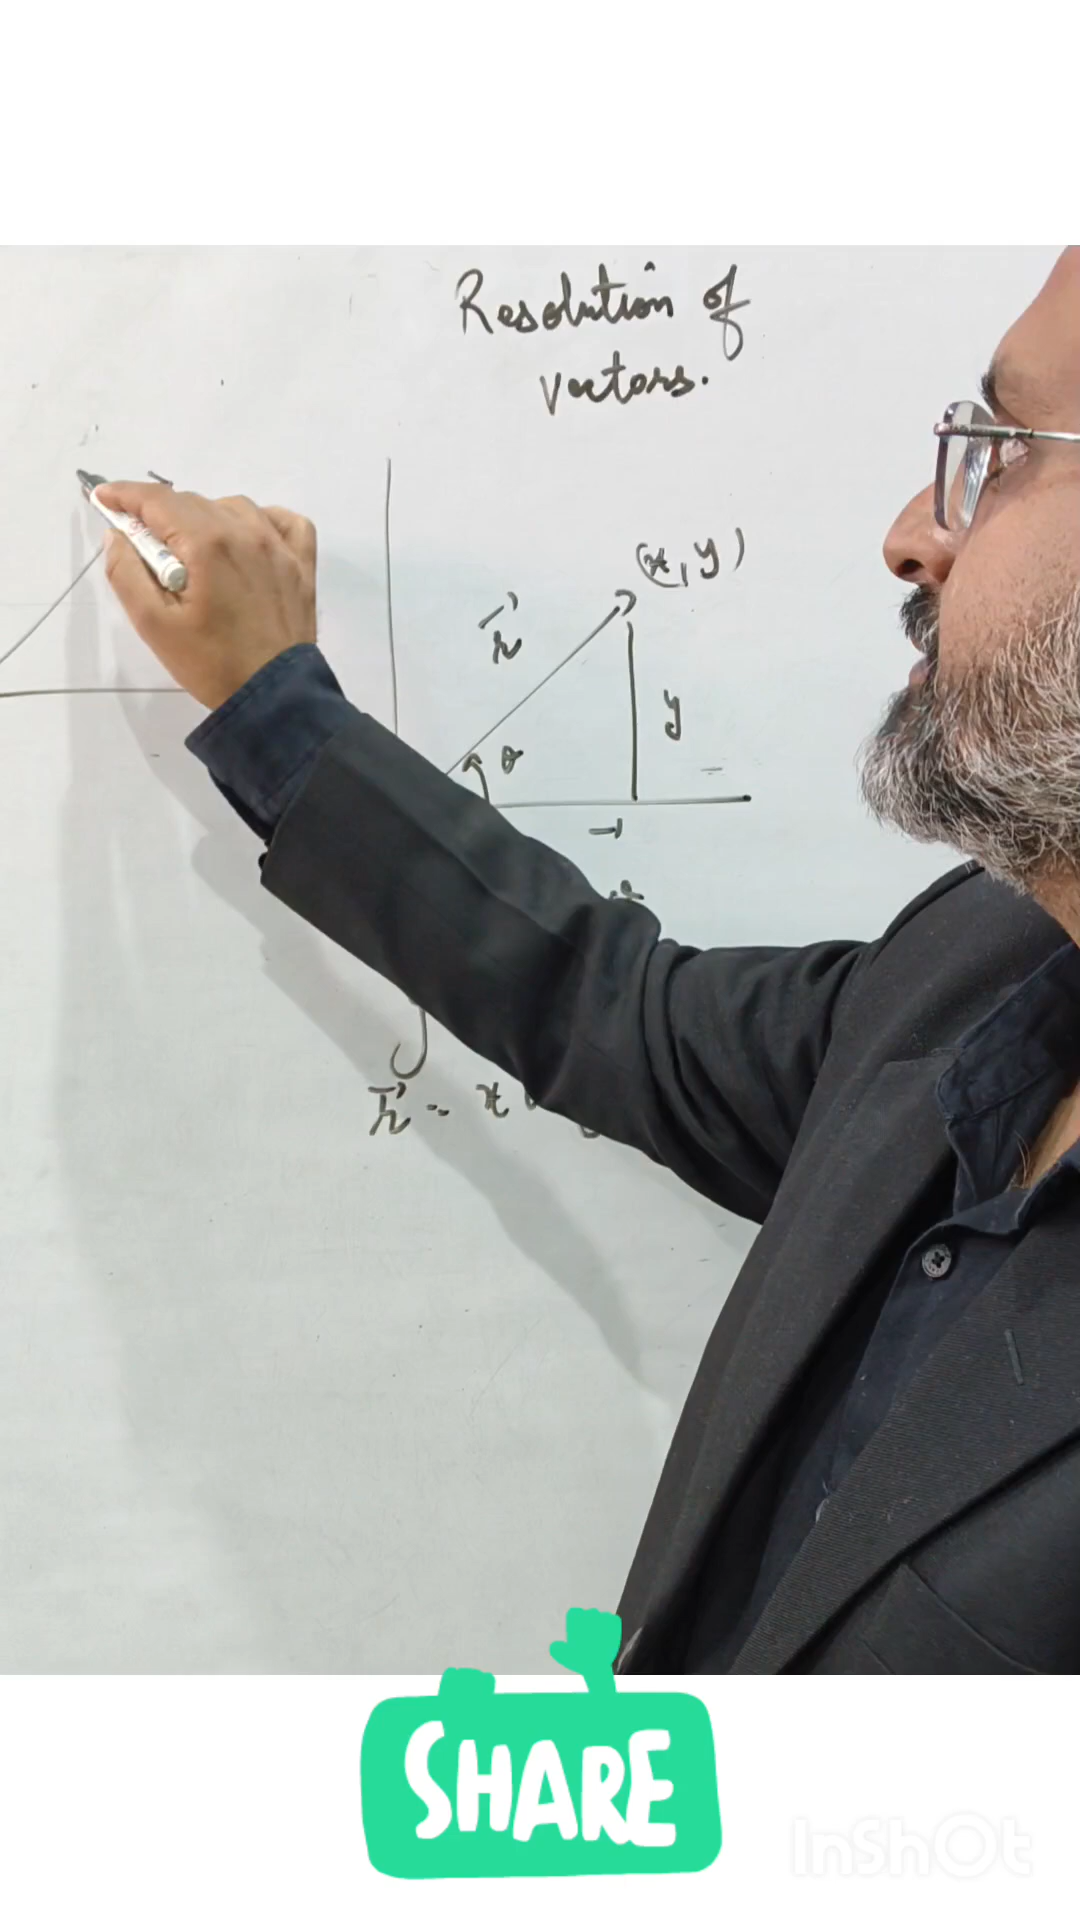 Resolution of
vectors.
(x, y)
r⃗
y
θ
r⃗ = x
SHARE
InShOt